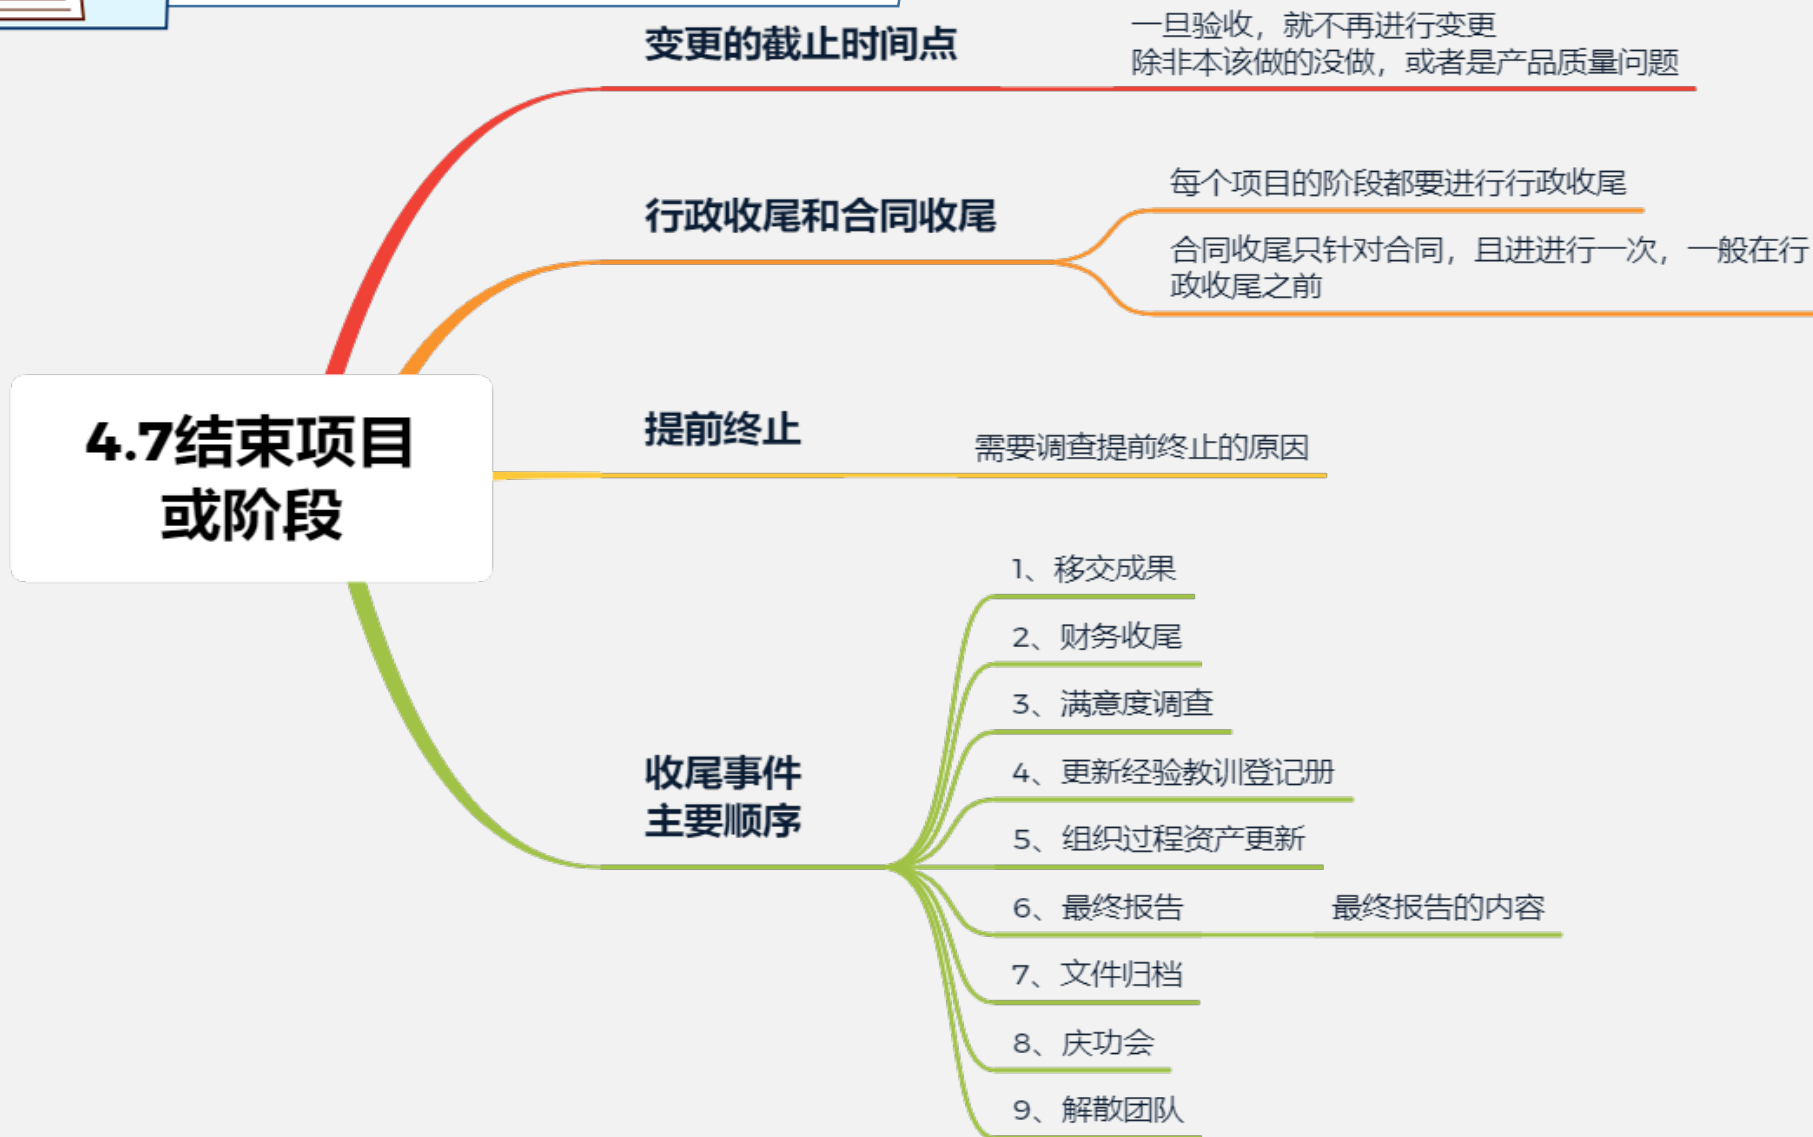 变更的截止时间点
一旦验收，就不再进行变更
除非本该做的没做，或者是产品质量问题
行政收尾和合同收尾
每个项目的阶段都要进行行政收尾
合同收尾只针对合同，且进进行一次，一般在行
政收尾之前
4.7结束项目
或阶段
提前终止
需要调查提前终止的原因
收尾事件
主要顺序
1、移交成果
2、财务收尾
3、满意度调查
4、更新经验教训登记册
5、组织过程资产更新
6、最终报告
最终报告的内容
7、文件归档
8、庆功会
9、解散团队